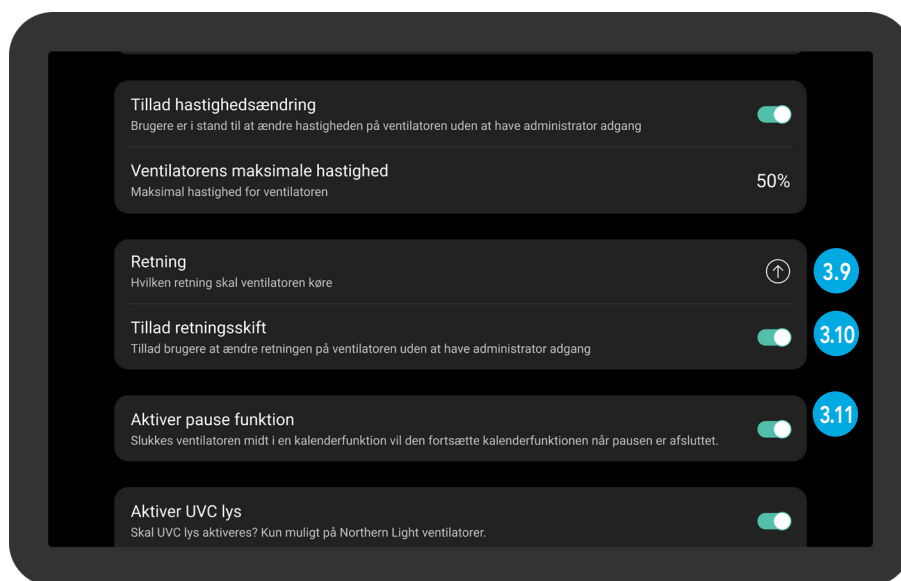 Tillad hastighedsændring
Brugere er i stand til at ændre hastigheden på ventilatoren uden at have administrator adgang
Ventilatorens maksimale hastighed
50%
Maksimal hastighed for ventilatoren
Retning
3.9
Hvilken retning skal ventilatoren køre
Tillad retningsskift
3.10
Tillad brugere at ændre retningen på ventilatoren uden at have administrator adgang
Aktiver pause funktion
3.11
Slukkes ventilatoren midt i en kalenderfunktion vil den fortsætte kalenderfunktionen når pausen er afsluttet.
Aktiver UVC lys
Skal UVC lys aktiveres? Kun muligt på Northern Light ventilatorer.